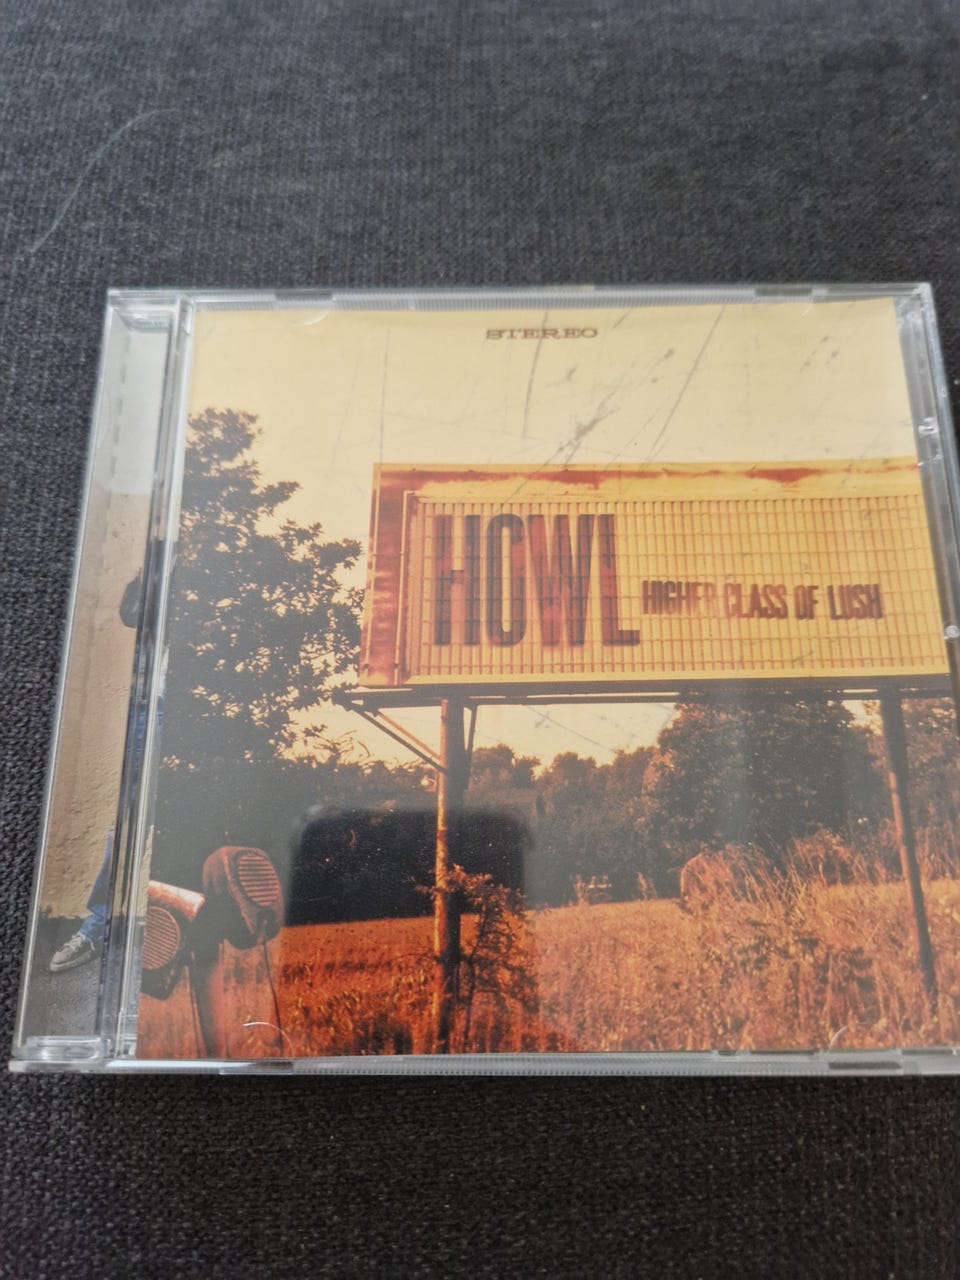 STEREO
HOWL
HIGHER CLASS OF LUSH